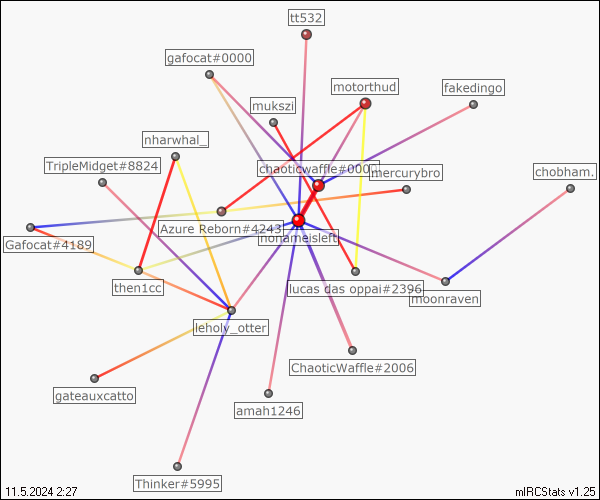 tt532
gafocat#0000
motorthud
fakedingo
mukszi
nharwhal_
TripleMidget#8824
chaoticwaffle#000
mercurybro
chobham.
Azure Reborn#4243
Gafocat#4189
nonameisleft
then1cc
lucas das oppai#2396
moonraven
leholy_otter
ChaoticWaffle#2006
gateauxcatto
amah1246
Thinker#5995
11.5.2024 2:27
mIRCStats v1.25